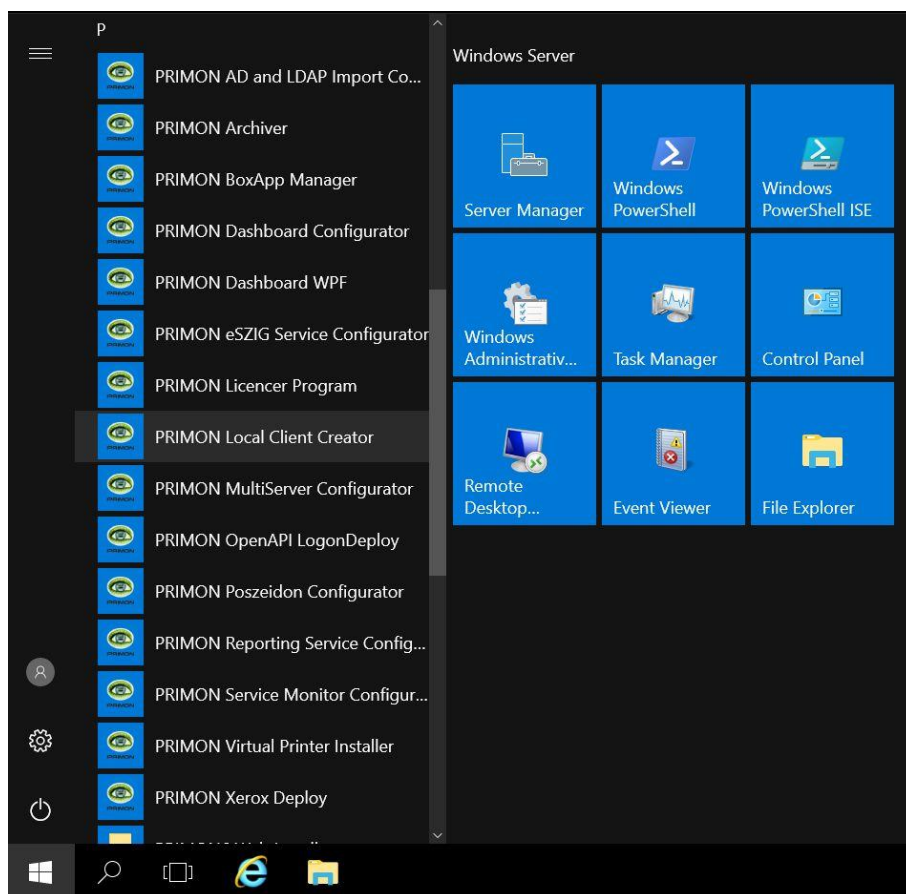 P
PRIMON AD and LDAP Import Co...
PRIMON Archiver
PRIMON BoxApp Manager
PRIMON Dashboard Configurator
PRIMON Dashboard WPF
PRIMON eSZIG Service Configurator
PRIMON Licencer Program
PRIMON Local Client Creator
PRIMON MultiServer Configurator
PRIMON OpenAPI LogonDeploy
PRIMON Poszeidon Configurator
PRIMON Reporting Service Config...
PRIMON Service Monitor Configur...
PRIMON Virtual Printer Installer
PRIMON Xerox Deploy
Windows Server
Server Manager
Windows
PowerShell
Windows
PowerShell ISE
Windows
Administrativ...
Task Manager
Control Panel
Remote
Desktop...
Event Viewer
File Explorer